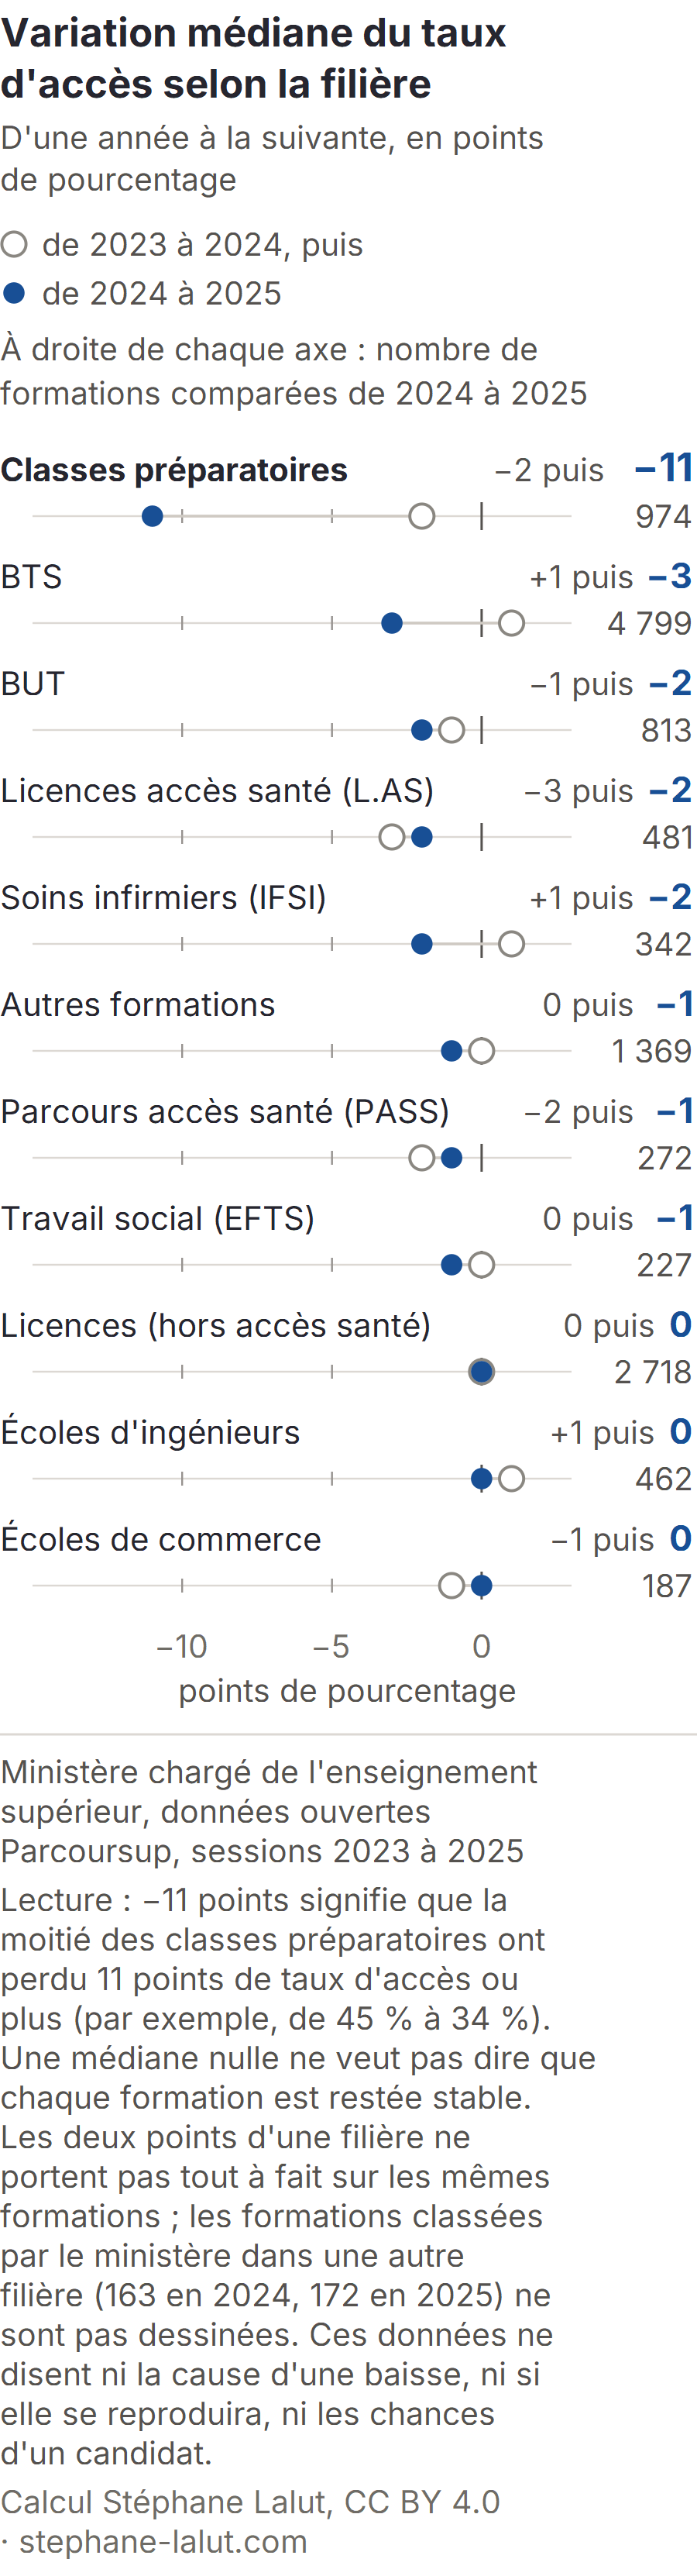 Variation médiane du taux
d'accès selon la filière
D'une année à la suivante, en points
de pourcentage
de 2023 à 2024, puis
de 2024 à 2025
À droite de chaque axe : nombre de
formations comparées de 2024 à 2025
Classes préparatoires −2 puis −11
974
BTS +1 puis −3
4 799
BUT −1 puis −2
813
Licences accès santé (L.AS) −3 puis −2
481
Soins infirmiers (IFSI) +1 puis −2
342
Autres formations 0 puis −1
1 369
Parcours accès santé (PASS) −2 puis −1
272
Travail social (EFTS) 0 puis −1
227
Licences (hors accès santé) 0 puis 0
2 718
Écoles d'ingénieurs +1 puis 0
462
Écoles de commerce −1 puis 0
187
−10 −5 0
points de pourcentage
Ministère chargé de l'enseignement
supérieur, données ouvertes
Parcoursup, sessions 2023 à 2025
Lecture : −11 points signifie que la
moitié des classes préparatoires ont
perdu 11 points de taux d'accès ou
plus (par exemple, de 45 % à 34 %).
Une médiane nulle ne veut pas dire que
chaque formation est restée stable.
Les deux points d'une filière ne
portent pas tout à fait sur les mêmes
formations ; les formations classées
par le ministère dans une autre
filière (163 en 2024, 172 en 2025) ne
sont pas dessinées. Ces données ne
disent ni la cause d'une baisse, ni si
elle se reproduira, ni les chances
d'un candidat.
Calcul Stéphane Lalut, CC BY 4.0
· stephane-lalut.com